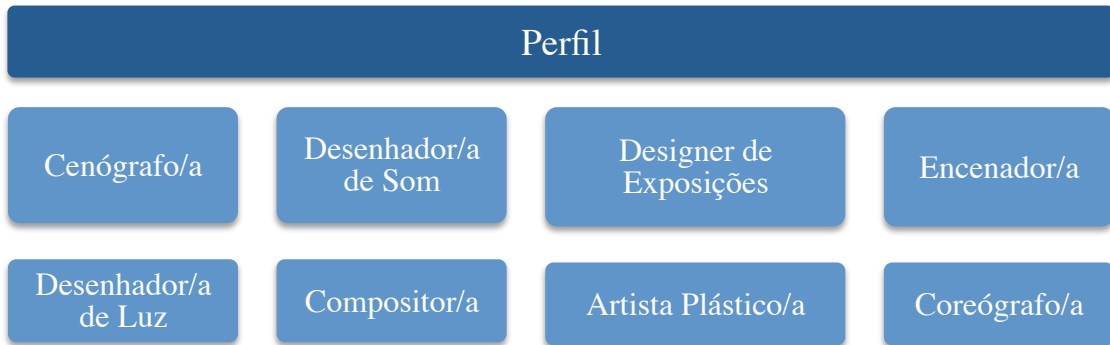 Perfil
Cenógrafo/a
Desenhador/a
de Som
Designer de
Exposições
Encenador/a
Desenhador/a
de Luz
Compositor/a
Artista Plástico/a
Coreógrafo/a